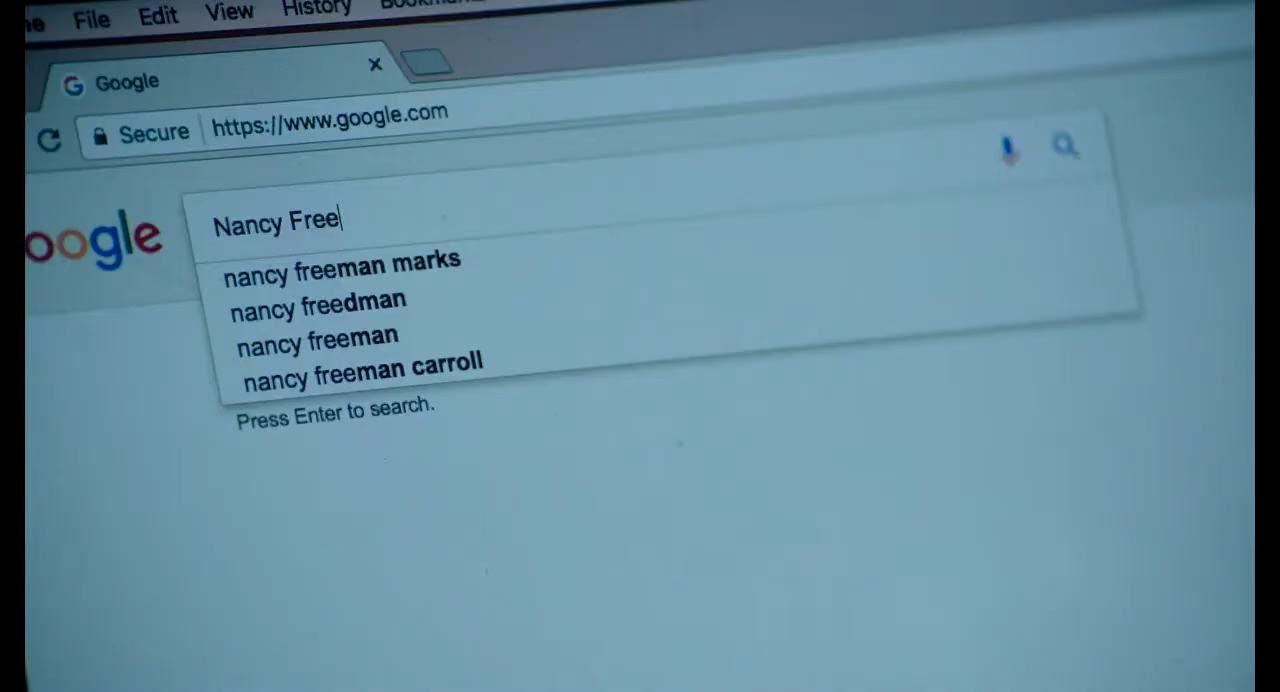 File Edit View History
Google
Secure https://www.google.com
oogle
Nancy Free
nancy freeman marks
nancy freedman
nancy freeman
nancy freeman carroll
Press Enter to search.